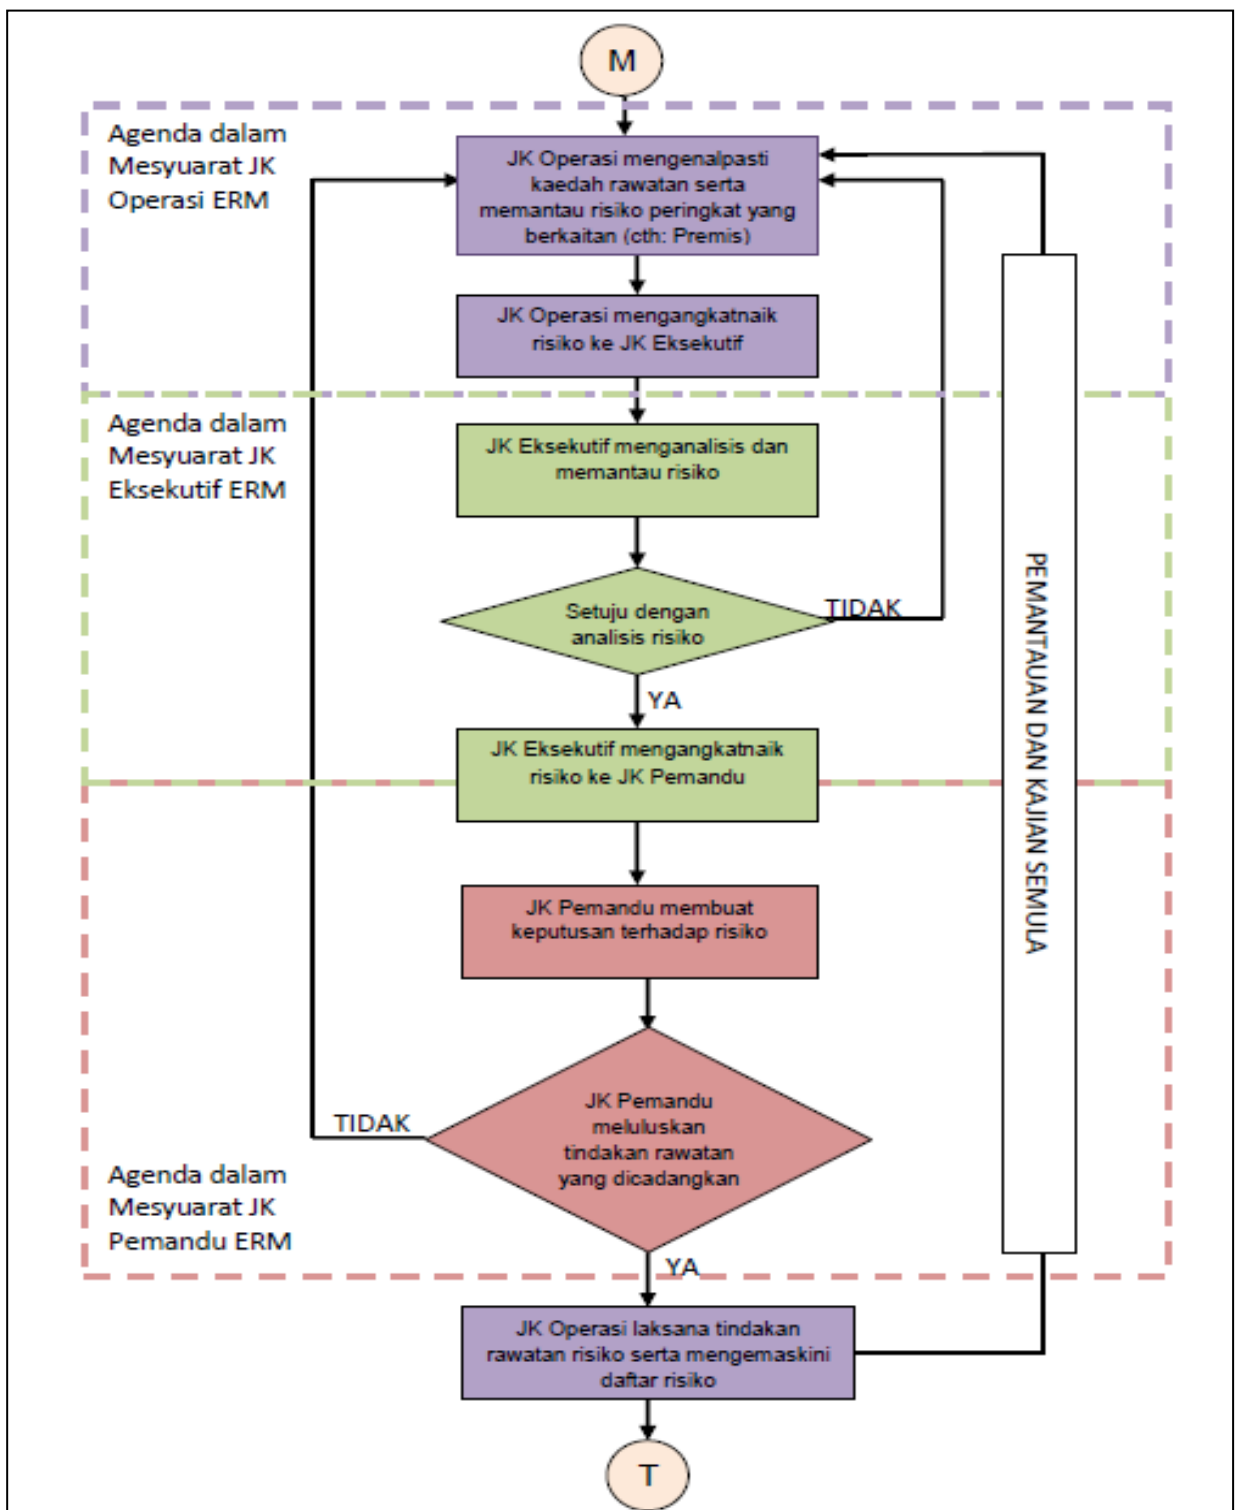 M
Agenda dalam
Mesyuarat JK
Operasi ERM
JK Operasi mengenalpasti
kaedah rawatan serta
memantau risiko peringkat yang
berkaitan (cth: Premis)
JK Operasi mengangkatnaik
risiko ke JK Eksekutif
Agenda dalam
Mesyuarat JK
Eksekutif ERM
JK Eksekutif menganalisis dan
memantau risiko
Setuju dengan
analisis risiko
TIDAK
YA
JK Eksekutif mengangkatnaik
risiko ke JK Pemandu
PEMANTAUAN DAN KAJIAN SEMULA
JK Pemandu membuat
keputusan terhadap risiko
JK Pemandu
meluluskan
tindakan rawatan
yang dicadangkan
TIDAK
Agenda dalam
Mesyuarat JK
Pemandu ERM
YA
JK Operasi laksana tindakan
rawatan risiko serta mengemaskini
daftar risiko
T